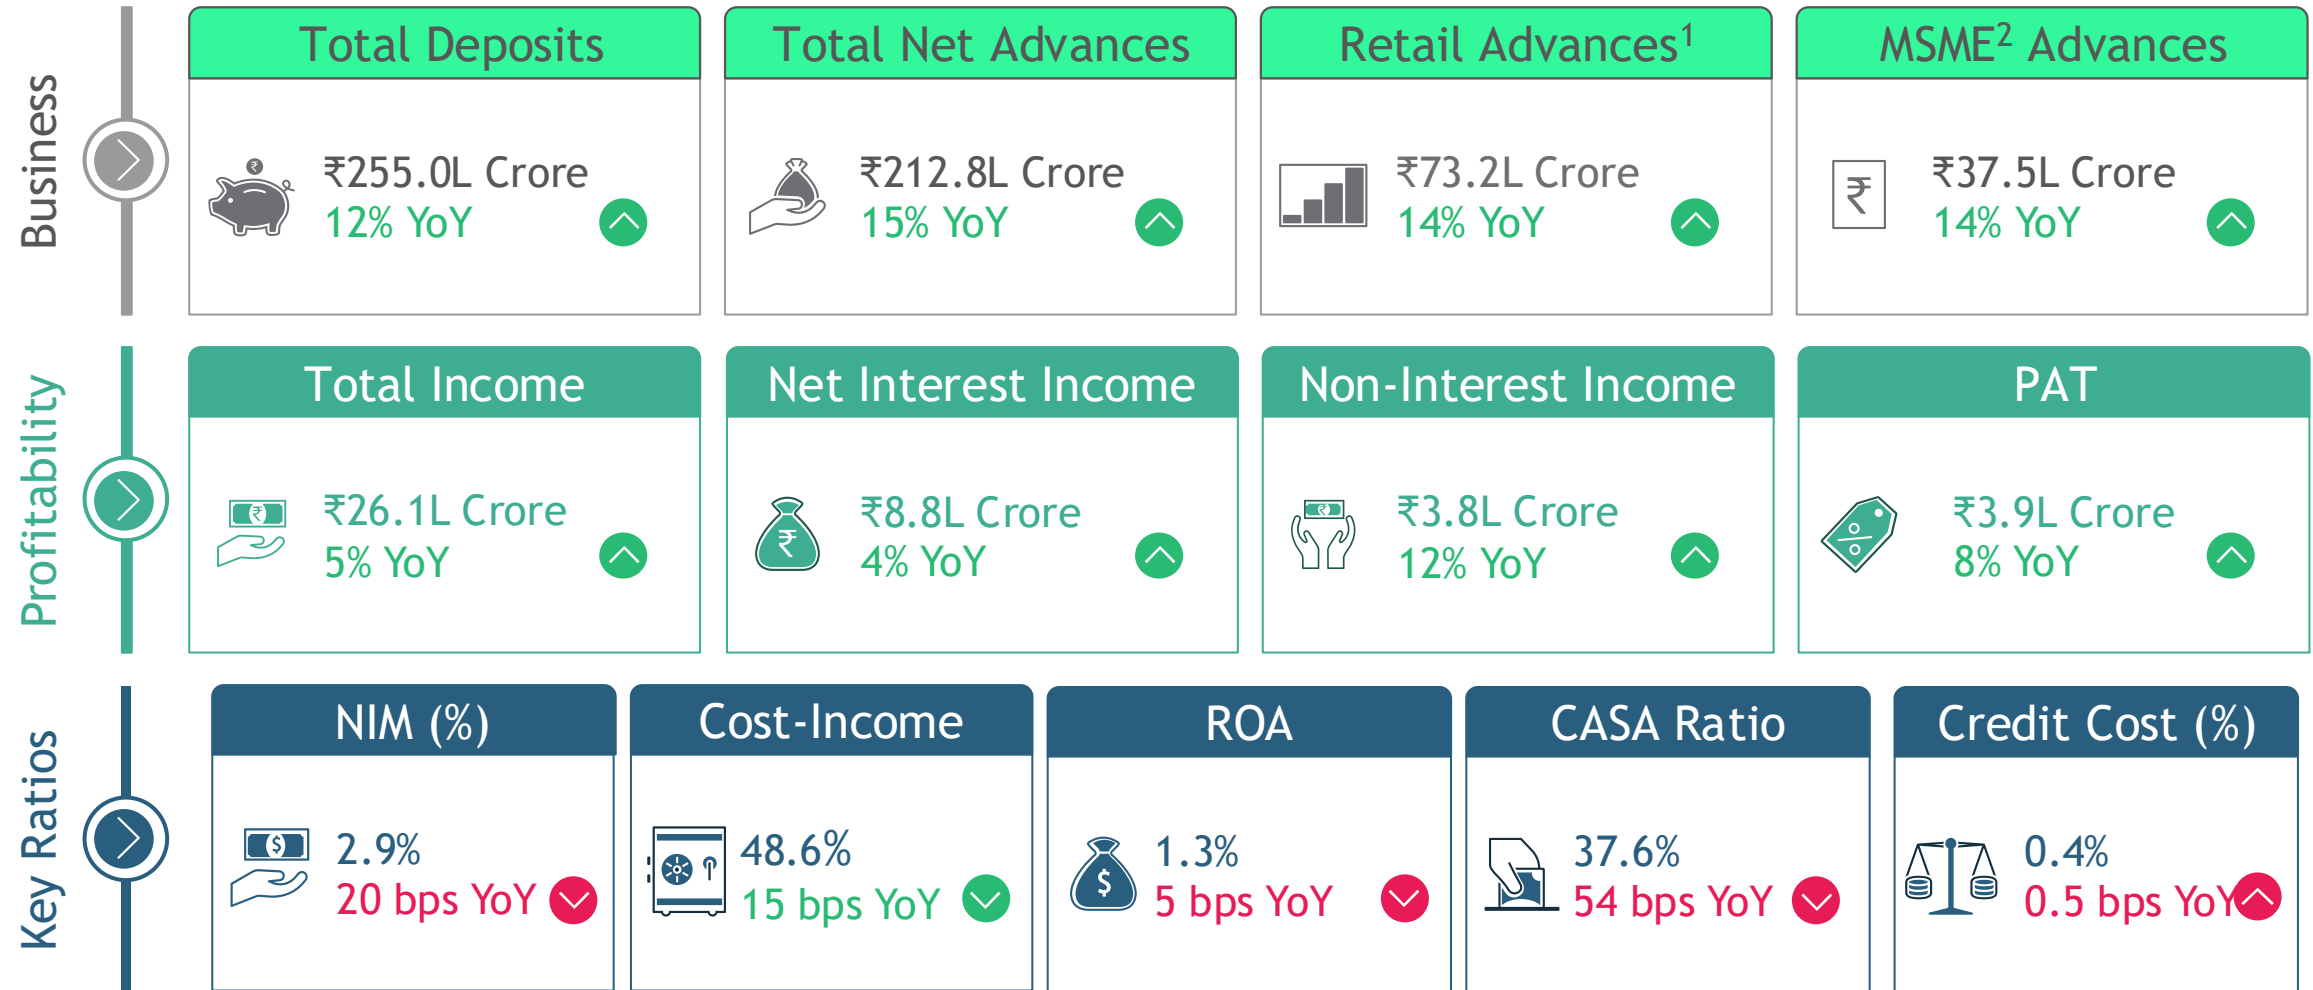 Business
Total Deposits
₹255.0L Crore
12% YoY
Total Net Advances
₹212.8L Crore
15% YoY
Retail Advances¹
₹73.2L Crore
14% YoY
MSME² Advances
₹
₹37.5L Crore
14% YoY
Profitability
Total Income
₹26.1L Crore
5% YoY
Net Interest Income
₹
₹8.8L Crore
4% YoY
Non-Interest Income
₹3.8L Crore
12% YoY
PAT
%
₹3.9L Crore
8% YoY
Key Ratios
NIM (%)
$
2.9%
20 bps YoY
Cost-Income
48.6%
15 bps YoY
ROA
$
1.3%
5 bps YoY
CASA Ratio
37.6%
54 bps YoY
Credit Cost (%)
0.4%
0.5 bps YoY